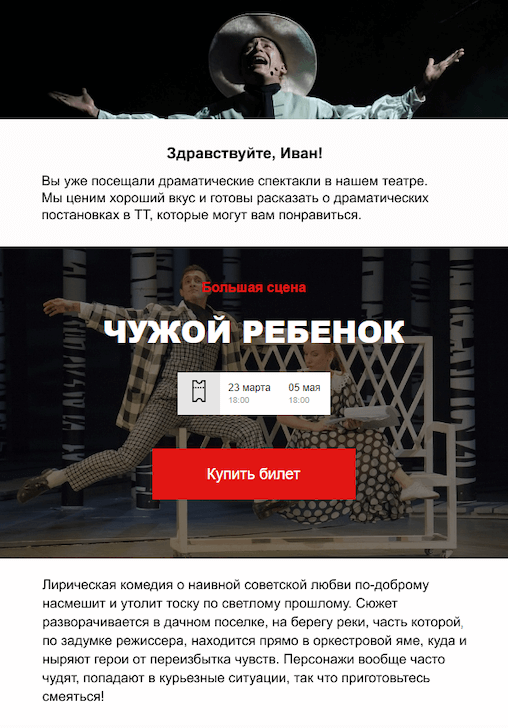 Здравствуйте, Иван!
Вы уже посещали драматические спектакли в нашем театре.
Мы ценим хороший вкус и готовы рассказать о драматических
постановках в ТТ, которые могут вам понравиться.
Большая сцена
ЧУЖОЙ РЕБЕНОК
23 марта 05 мая
18:00 18:00
Купить билет
Лирическая комедия о наивной советской любви по-доброму
насмешит и утолит тоску по светлому прошлому. Сюжет
разворачивается в дачном поселке, на берегу реки, часть которой,
по задумке режиссера, находится прямо в оркестровой яме, куда и
ныряют герои от переизбытка чувств. Персонажи вообще часто
чудят, попадают в курьезные ситуации, так что приготовьтесь
смеяться!